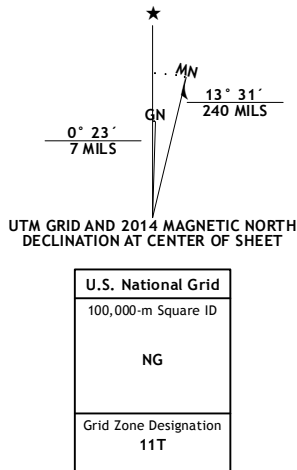 MN
GN
13° 31´
240 MILS
0° 23´
7 MILS
UTM GRID AND 2014 MAGNETIC NORTH
DECLINATION AT CENTER OF SHEET
U.S. National Grid
100,000-m Square ID
NG
Grid Zone Designation
11T